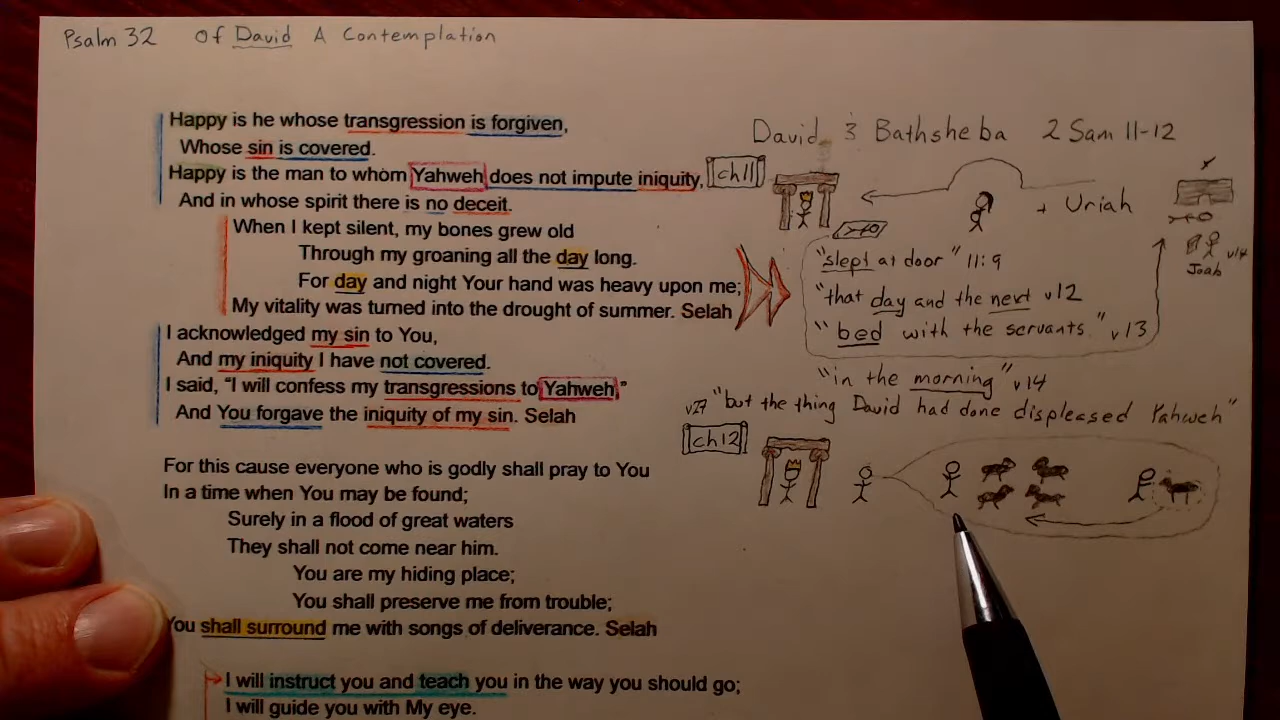 Psalm 32 Of David A Contemplation
Happy is he whose transgression is forgiven,
Whose sin is covered.
Happy is the man to whom Yahweh does not impute iniquity,
And in whose spirit there is no deceit.
When I kept silent, my bones grew old
Through my groaning all the day long.
For day and night Your hand was heavy upon me;
My vitality was turned into the drought of summer. Selah
I acknowledged my sin to You,
And my iniquity I have not covered.
I said, “I will confess my transgressions to Yahweh,”
And You forgave the iniquity of my sin. Selah
For this cause everyone who is godly shall pray to You
In a time when You may be found;
Surely in a flood of great waters
They shall not come near him.
You are my hiding place;
You shall preserve me from trouble;
You shall surround me with songs of deliverance. Selah
I will instruct you and teach you in the way you should go;
I will guide you with My eye.
David & Bathsheba 2 Sam 11-12
ch11
+ Uriah
Joab v14
"slept at door" 11:9
"that day and the next v12
"bed with the servants." v13
"in the morning" v14
v27 "but the thing David had done displeased Yahweh"
ch12